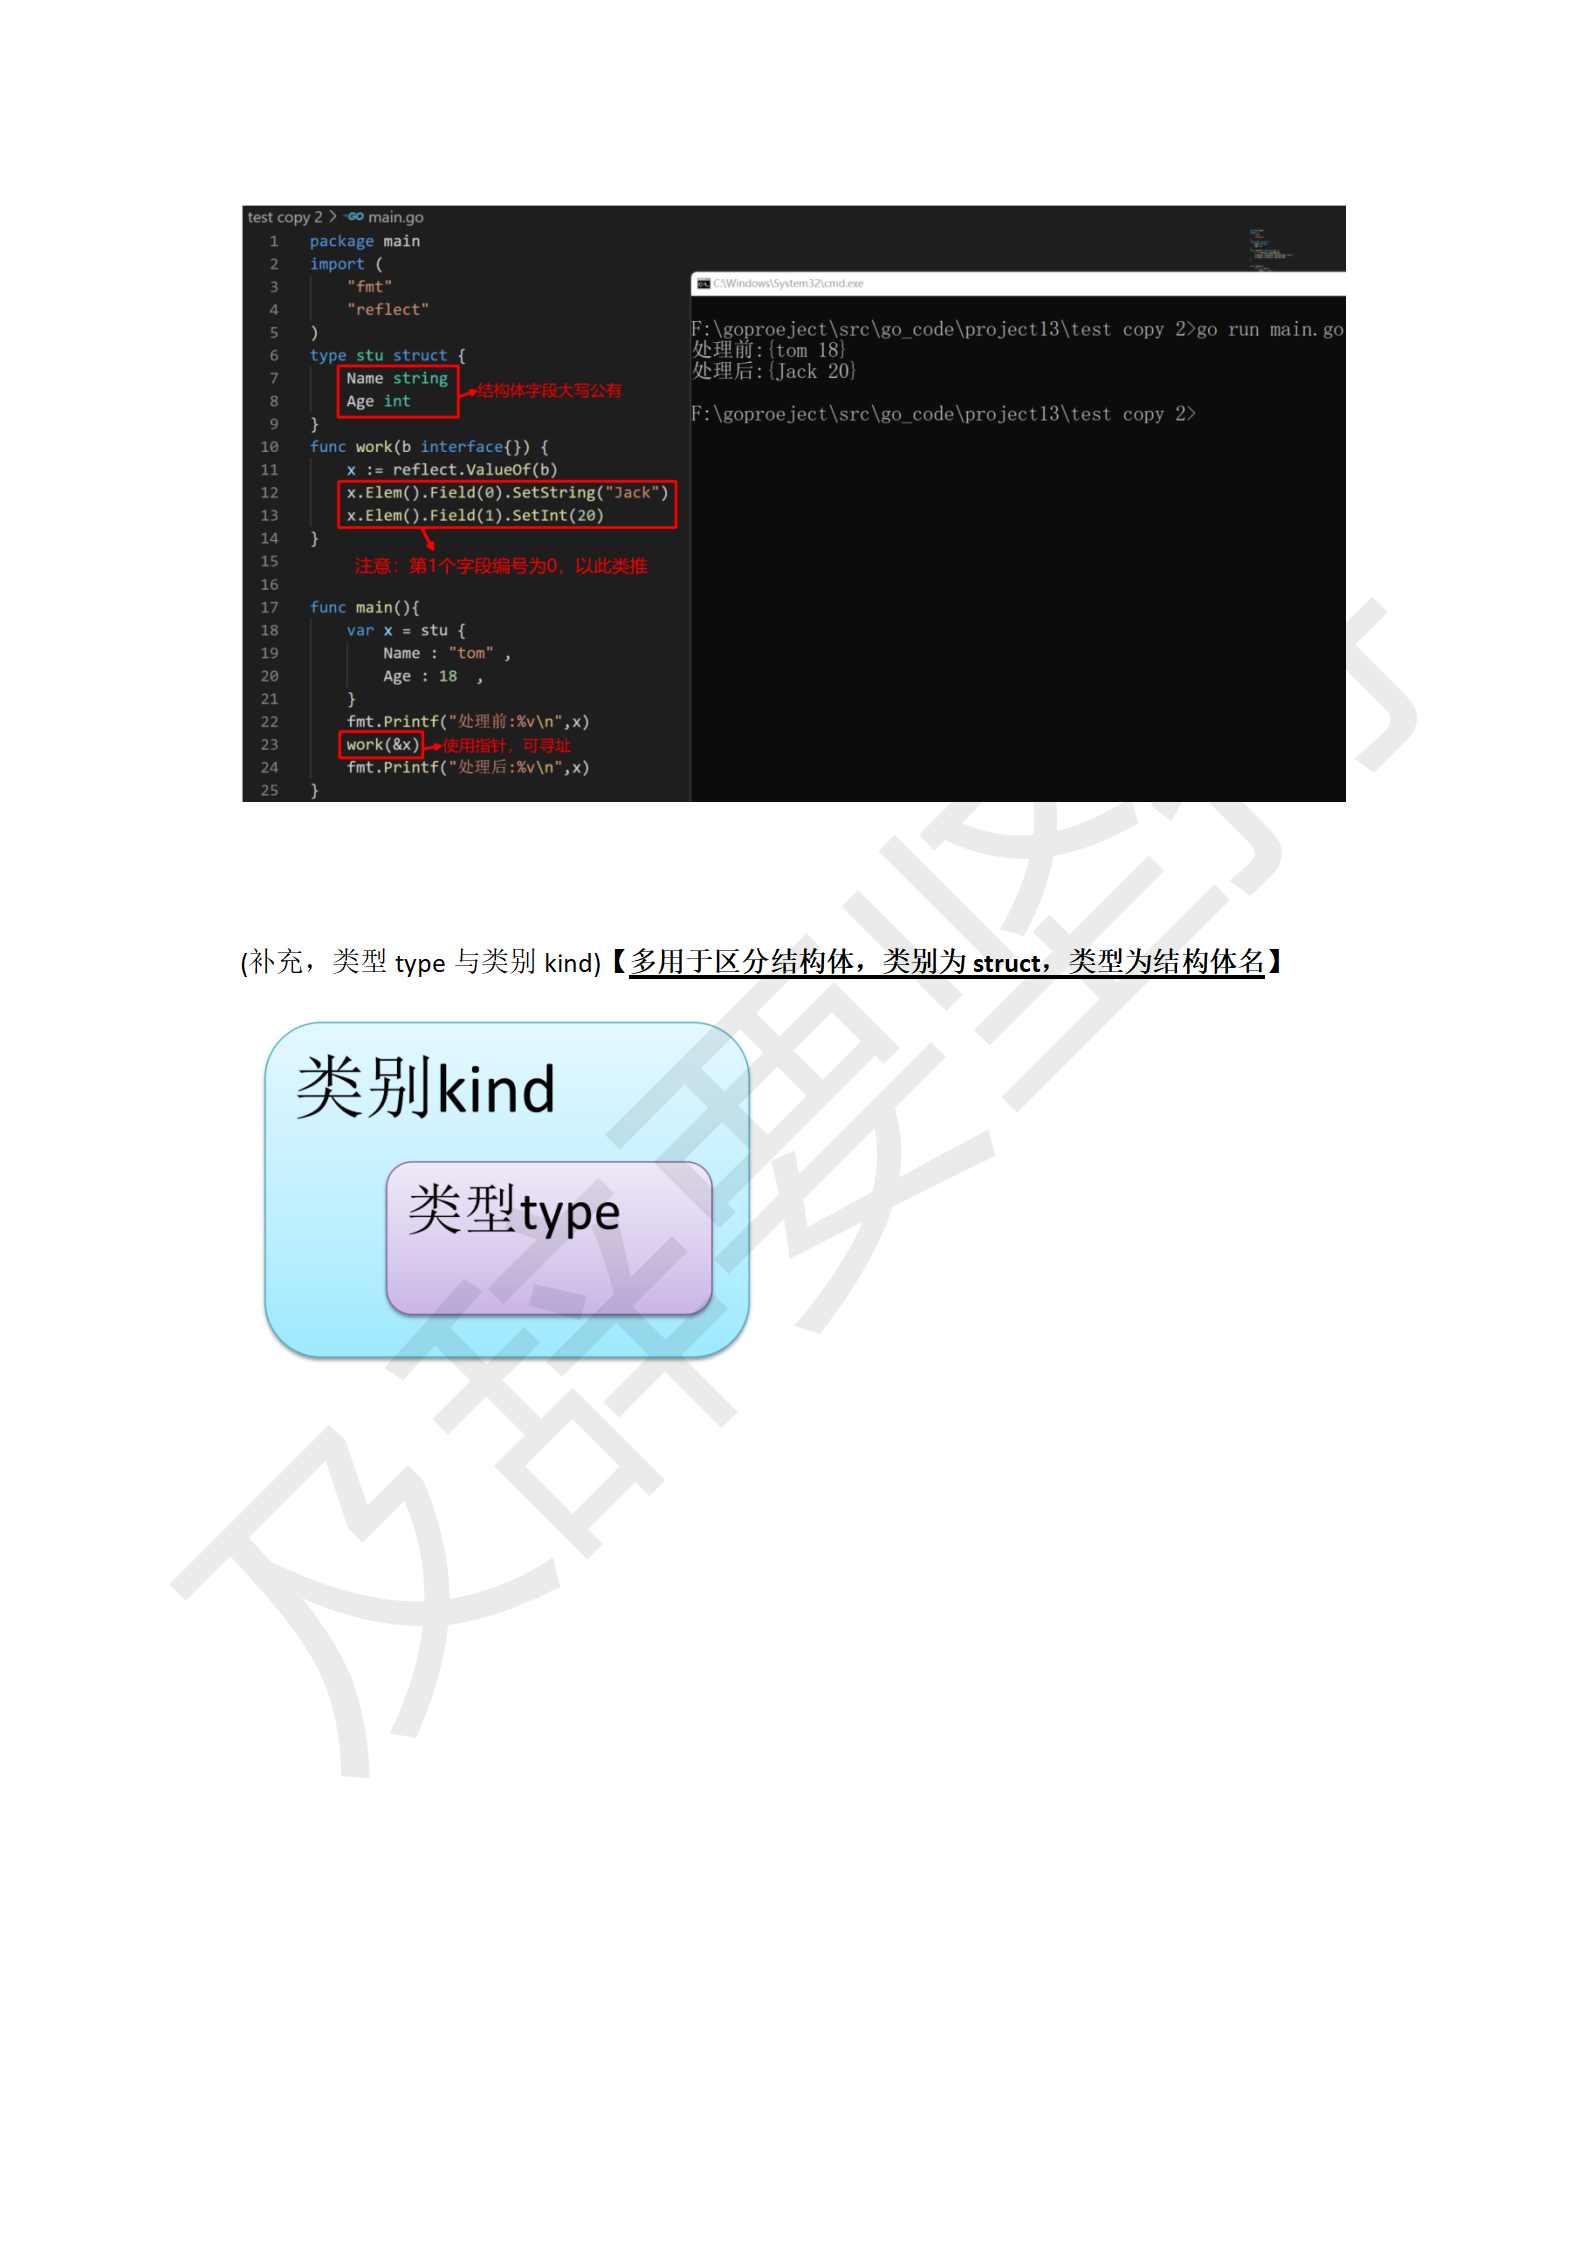 test copy 2 > GO main.go
1 package main
2 import (
3 "fmt"
4 "reflect"
5 )
6 type stu struct {
7 Name string
8 Age int
结构体字段大写公有
9 }
10 func work(b interface{}) {
11 x := reflect.ValueOf(b)
12 x.Elem().Field(0).SetString("Jack")
13 x.Elem().Field(1).SetInt(20)
14 }
15
注意：第1个字段编号为0，以此类推
16
17 func main(){
18 var x = stu {
19 Name : "tom" ,
20 Age : 18 ,
21 }
22 fmt.Printf("处理前:%v\n",x)
23 work(&x) 使用指针，可寻址
24 fmt.Printf("处理后:%v\n",x)
25 }
C:\Windows\System32\cmd.exe
F:\goproeject\src\go_code\project13\test copy 2>go run main.go
处理前:{tom 18}
处理后:{Jack 20}
F:\goproeject\src\go_code\project13\test copy 2>
(补充，类型 type 与类别 kind)【多用于区分结构体，类别为 struct，类型为结构体名】
类别kind
类型type
及辞要坚持